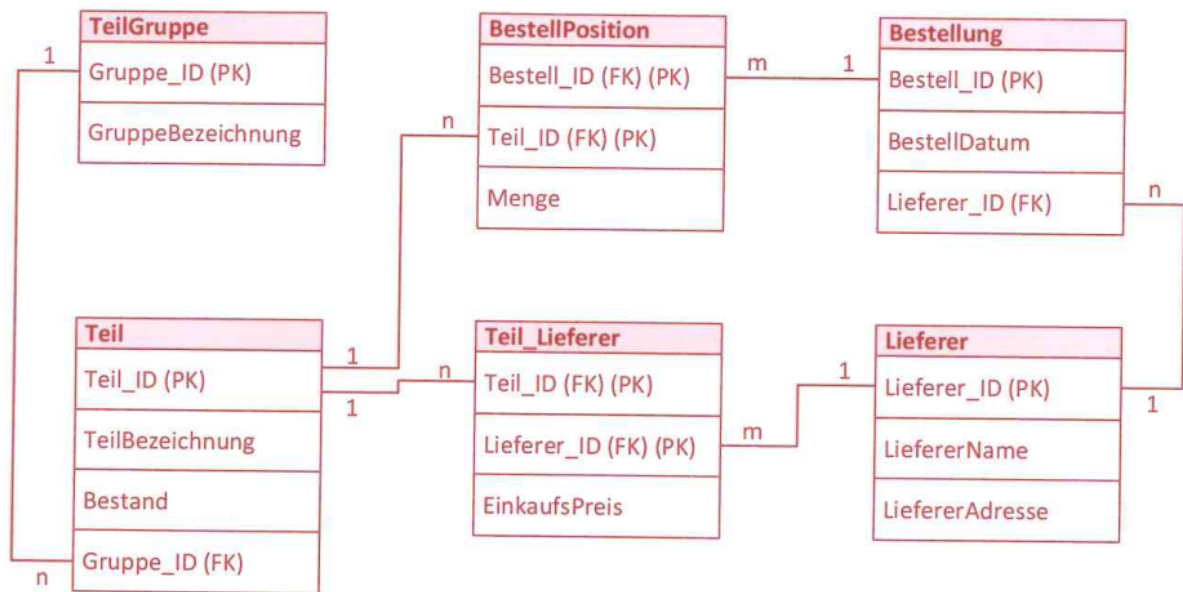 TeilGruppe
Gruppe_ID (PK)
GruppeBezeichnung
1
n
BestellPosition
Bestell_ID (FK) (PK)
Teil_ID (FK) (PK)
Menge
m
1
n
Bestellung
Bestell_ID (PK)
BestellDatum
Lieferer_ID (FK)
n
Teil
Teil_ID (PK)
TeilBezeichnung
Bestand
Gruppe_ID (FK)
1
1
n
Teil_Lieferer
Teil_ID (FK) (PK)
Lieferer_ID (FK) (PK)
EinkaufsPreis
m
1
Lieferer
Lieferer_ID (PK)
LiefererName
LiefererAdresse
1